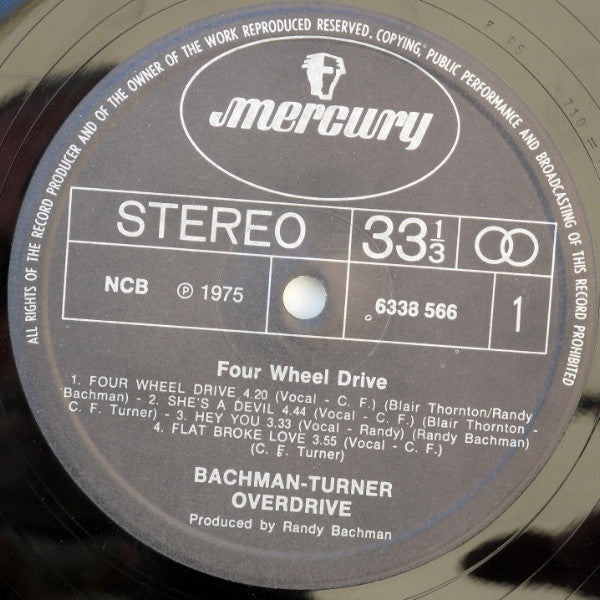 ALL RIGHTS OF THE RECORD PRODUCER AND OF THE OWNER OF THE WORK REPRODUCED RESERVED. COPYING, PUBLIC PERFORMANCE AND BROADCASTING OF THIS RECORD PROHIBITED
mercury
STEREO 33 1/3
NCB ℗ 1975 6338 566 1
Four Wheel Drive
1. FOUR WHEEL DRIVE 4.20 (Vocal - C. F.) (Blair Thornton/Randy
Bachman) - 2. SHE'S A DEVIL 4.44 (Vocal - C. F.) (Blair Thornton -
C. F. Turner) - 3. HEY YOU 3.33 (Vocal - Randy) (Randy Bachman)
4. FLAT BROKE LOVE 3.55 (Vocal - C. F.)
(C. F. Turner)
BACHMAN-TURNER
OVERDRIVE
Produced by Randy Bachman